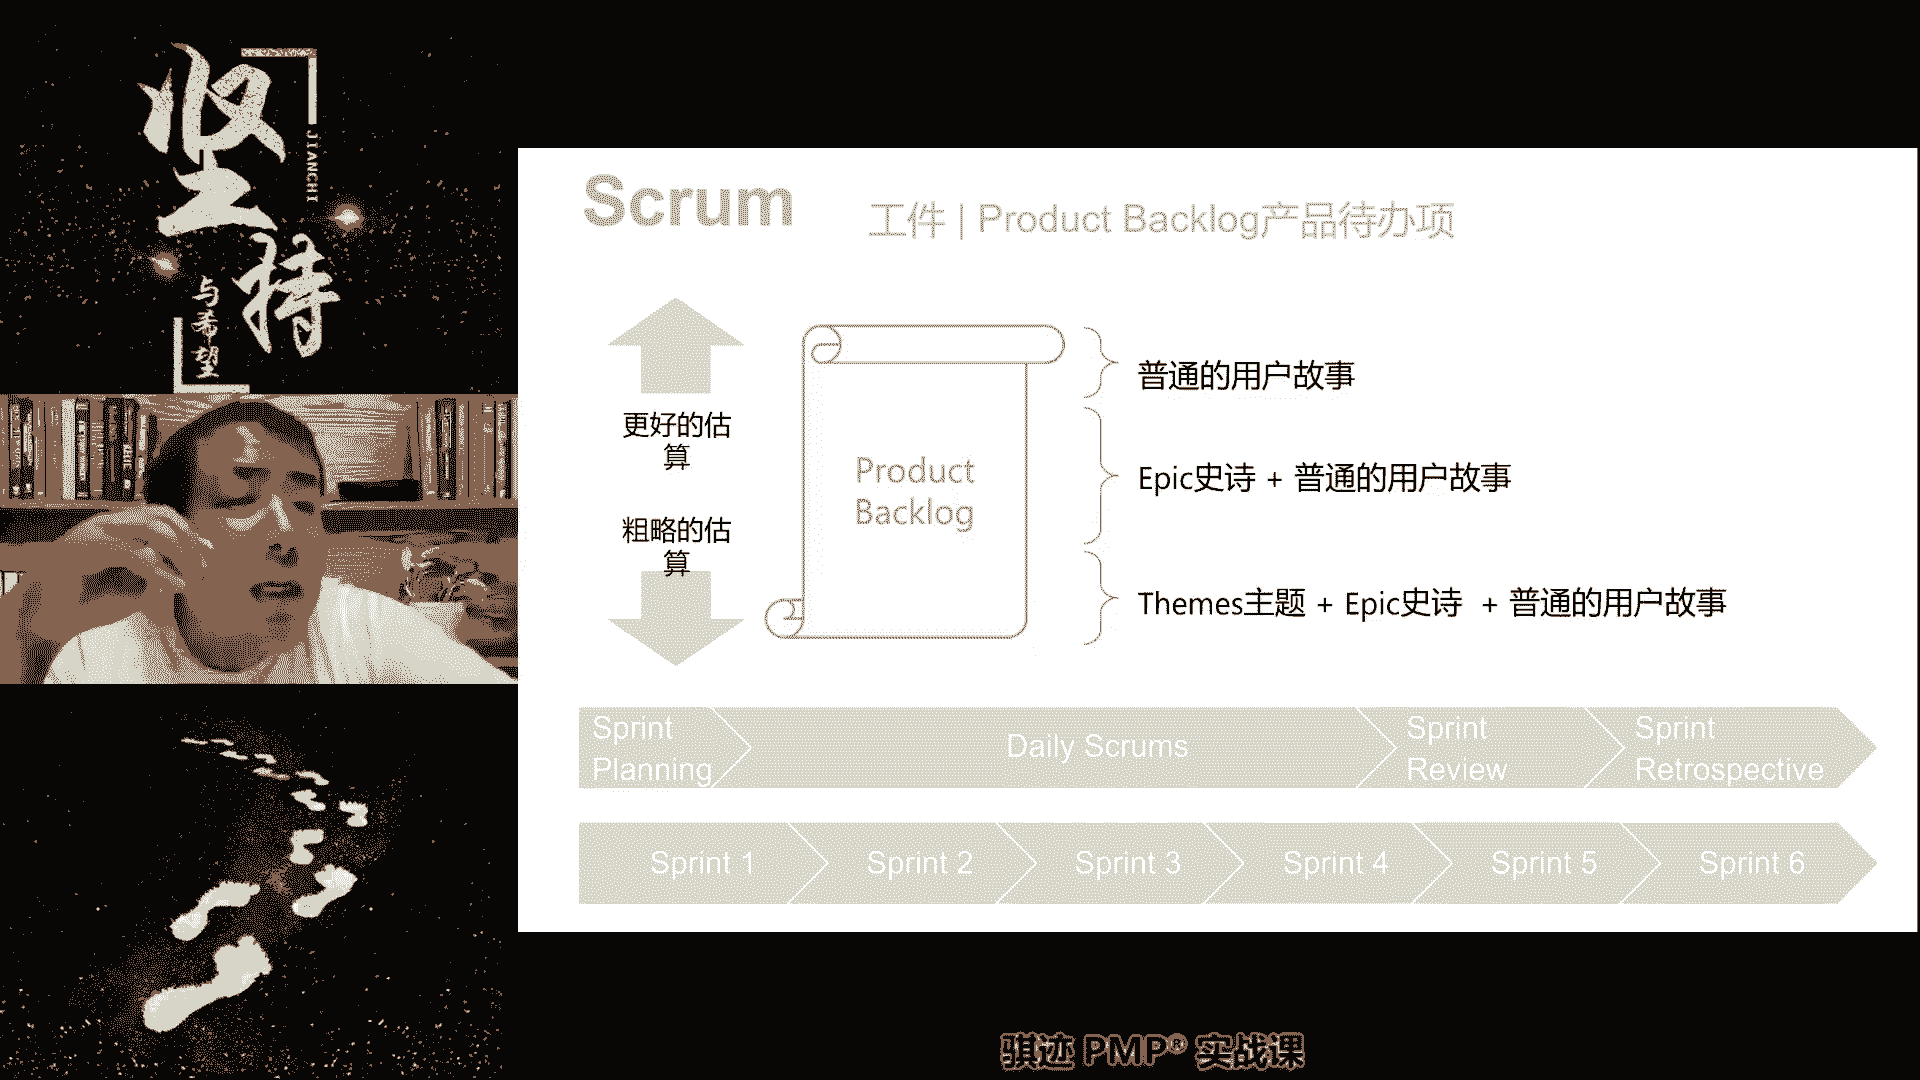 坚持
JIANCHI
与希望
Scrum
工件 | Product Backlog产品待办项
更好的估
算
粗略的估
算
Product
Backlog
普通的用户故事
Epic史诗 + 普通的用户故事
Themes主题 + Epic史诗 + 普通的用户故事
Sprint
Planning
Daily Scrums
Sprint
Review
Sprint
Retrospective
Sprint 1
Sprint 2
Sprint 3
Sprint 4
Sprint 5
Sprint 6
骐迹 PMP® 实战课